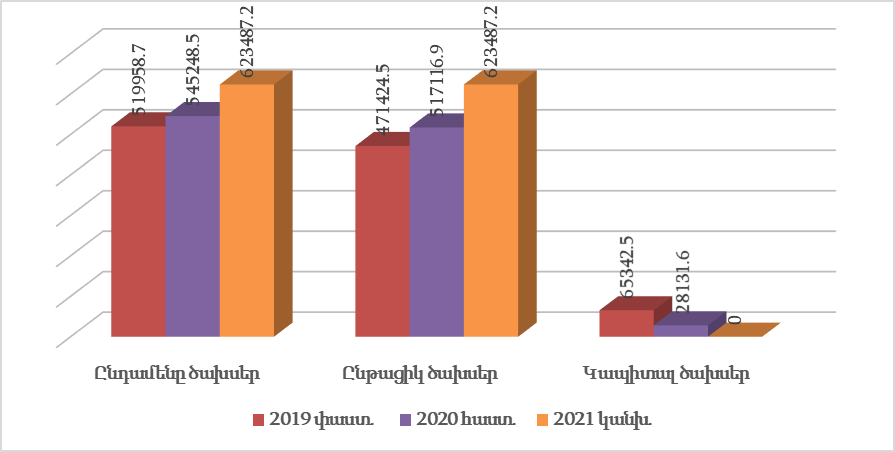 519958.7
545248.5
623487.2
471424.5
517116.9
623487.2
65342.5
28131.6
0
Ընդամենը ծախսեր
Ընթացիկ ծախսեր
Կապիտալ ծախսեր
2019 փաստ.
2020 հաստ.
2021 կանխ.